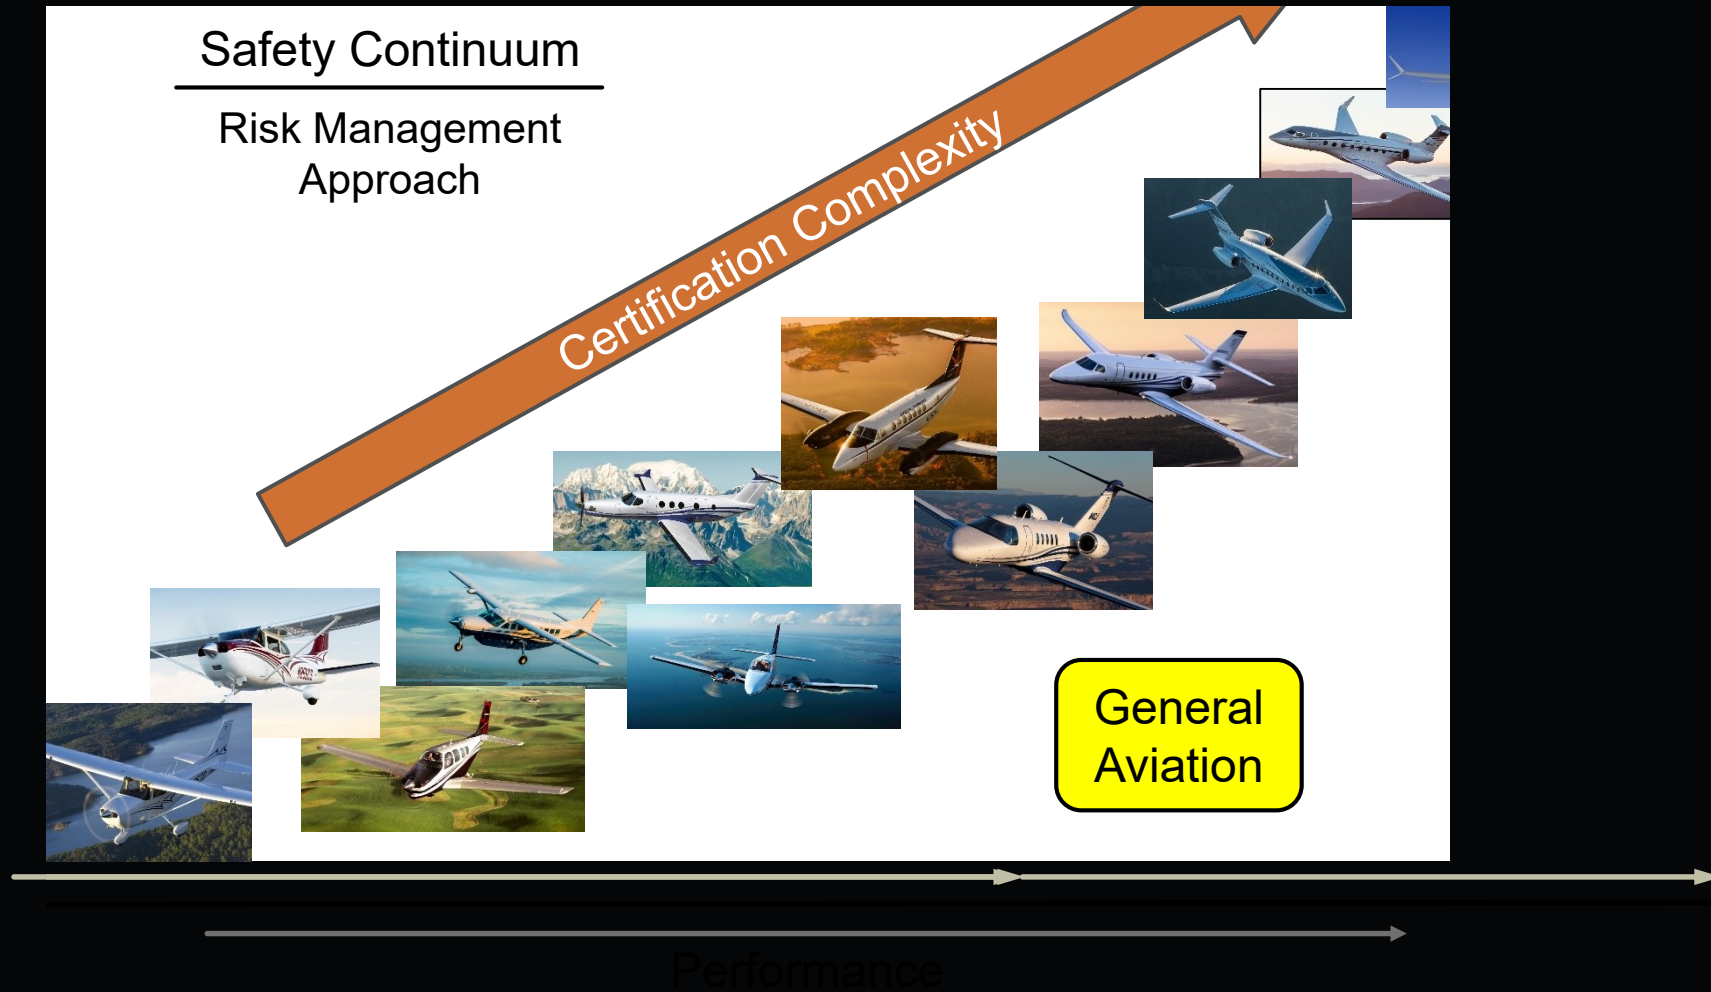 Safety Continuum
Risk Management
Approach
Certification Complexity
General
Aviation
Performance